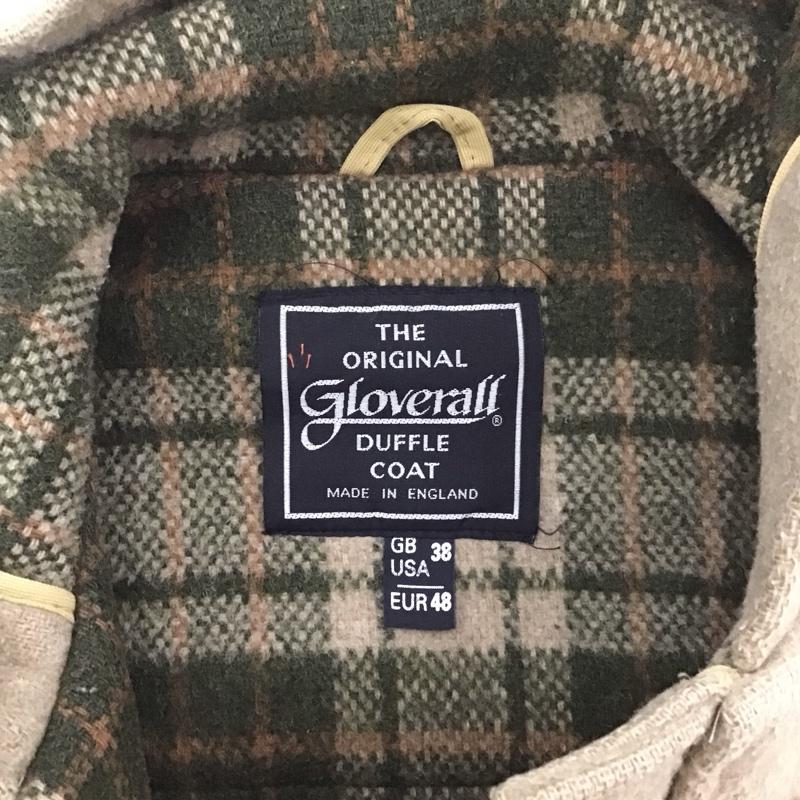 THE
ORIGINAL
Gloverall®
DUFFLE
COAT
MADE IN ENGLAND
GB 38
USA
EUR 48